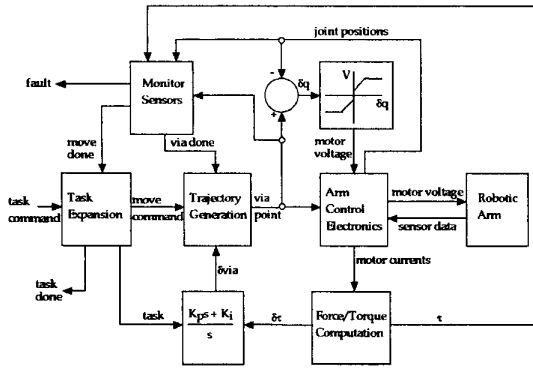 joint positions
fault
Monitor
Sensors
-
+
δq
V
δq
move
done
via done
motor
voltage
task
command
Task
Expansion
move
command
Trajectory
Generation
via
point
Arm
Control
Electronics
motor voltage
sensor data
Robotic
Arm
task
done
δvia
motor currents
task
Kps + Ki
s
δτ
Force/Torque
Computation
τ